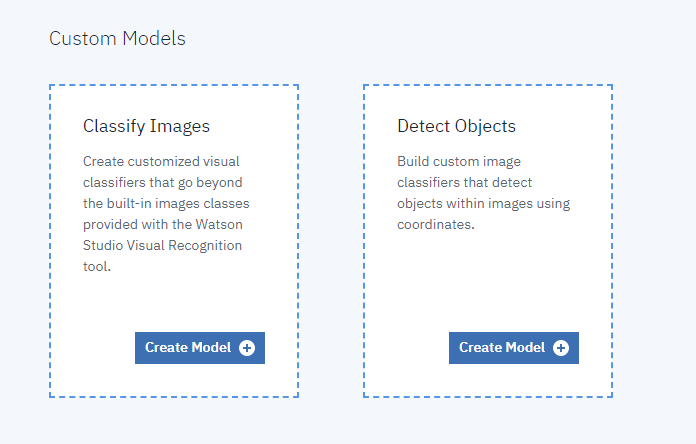 Custom Models
Classify Images
Create customized visual
classifiers that go beyond
the built-in images classes
provided with the Watson
Studio Visual Recognition
tool.
Create Model
Detect Objects
Build custom image
classifiers that detect
objects within images using
coordinates.
Create Model